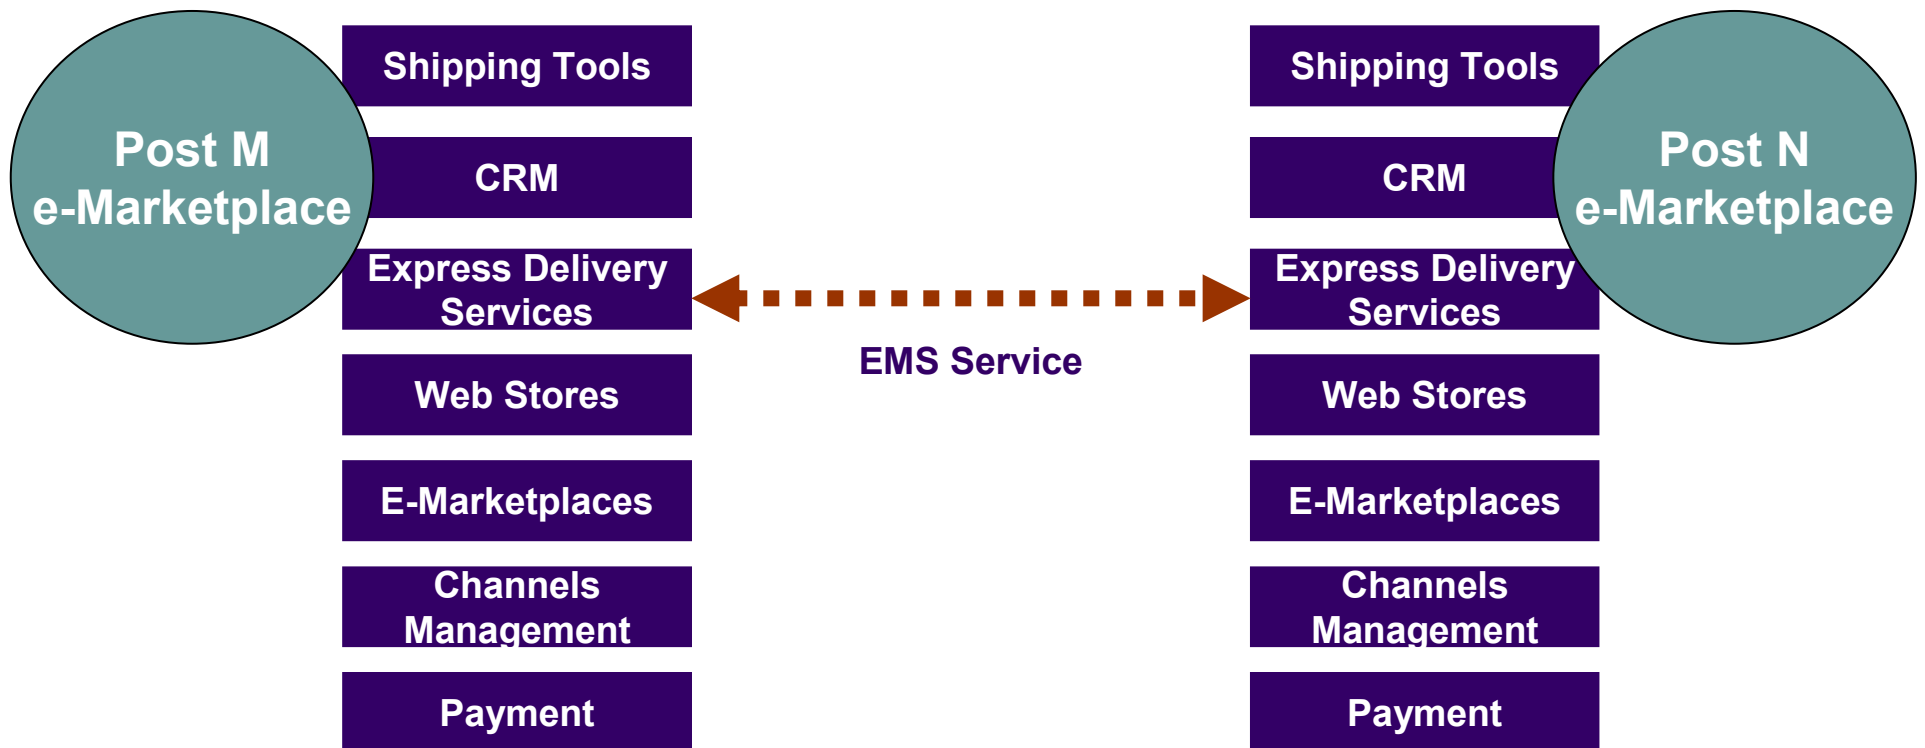 Post M
e-Marketplace
Shipping Tools
CRM
Express Delivery
Services
Web Stores
E-Marketplaces
Channels
Management
Payment
EMS Service
Shipping Tools
CRM
Express Delivery
Services
Web Stores
E-Marketplaces
Channels
Management
Payment
Post N
e-Marketplace